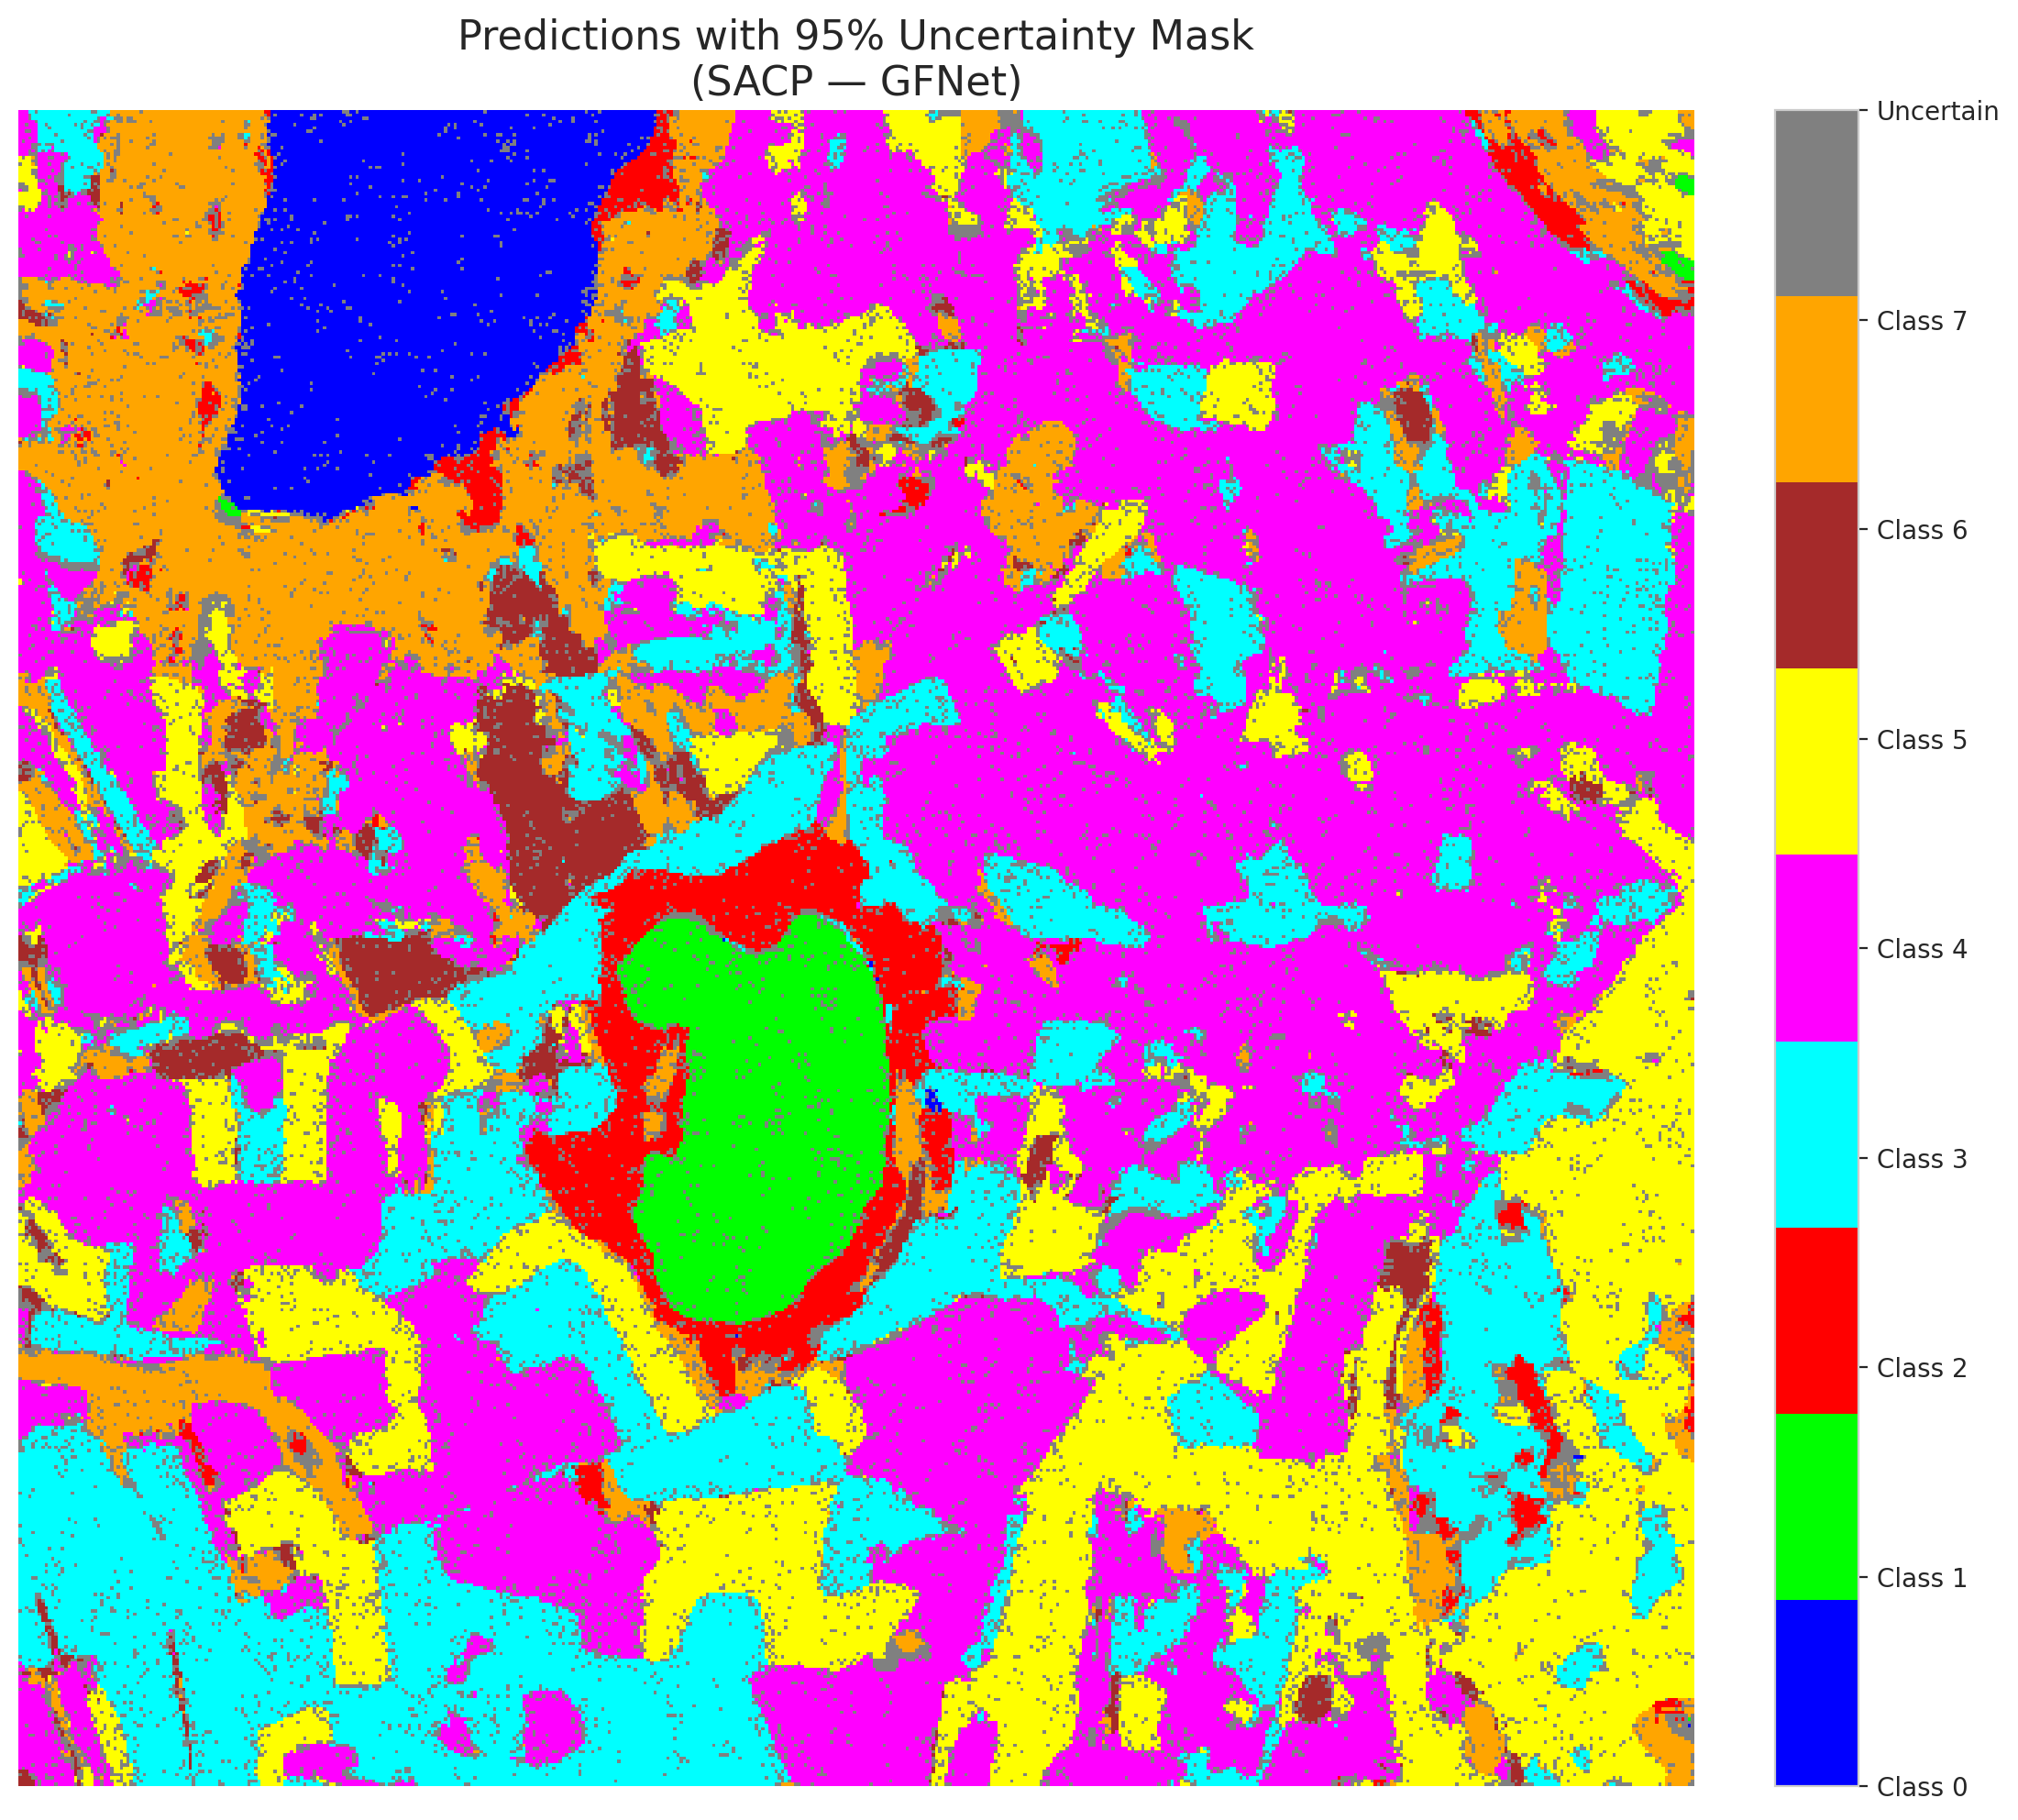 Predictions with 95% Uncertainty Mask
(SACP — GFNet)
Uncertain
Class 7
Class 6
Class 5
Class 4
Class 3
Class 2
Class 1
Class 0